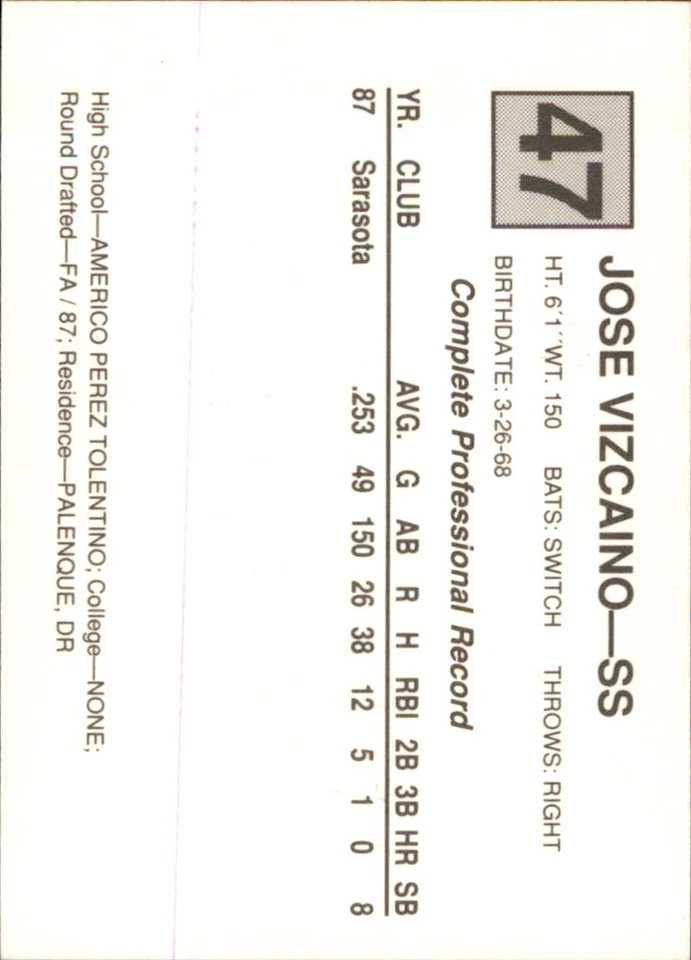 47
JOSE VIZCAINO—SS
HT. 6'1" WT. 150 BATS: SWITCH THROWS: RIGHT
BIRTHDATE: 3-26-68
Complete Professional Record
YR. CLUB AVG. G AB R H RBI 2B 3B HR SB
87 Sarasota .253 49 150 26 38 12 5 1 0 8
High School—AMERICO PEREZ TOLENTINO; College—NONE;
Round Drafted—FA / 87; Residence—PALENQUE, DR